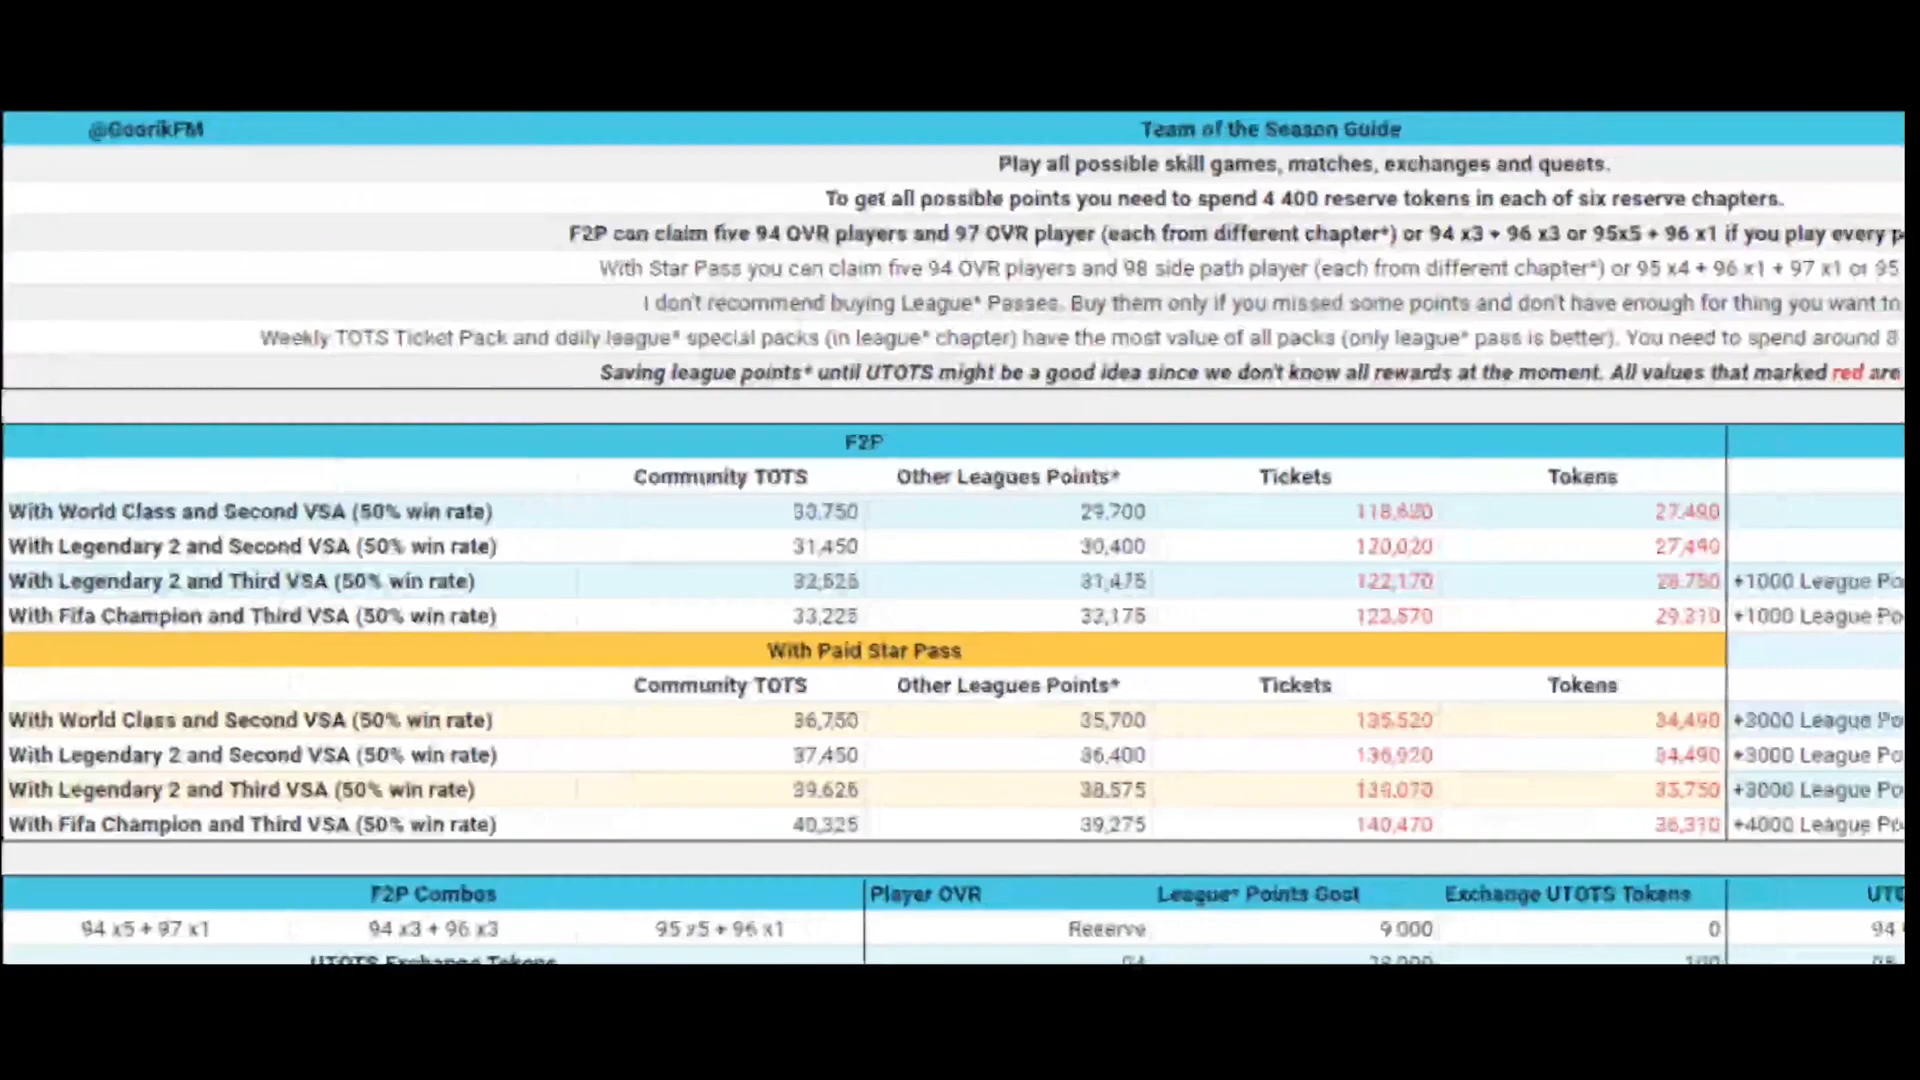 @GoorikFM Team of the Season Guide
Play all possible skill games, matches, exchanges and quests.
To get all possible points you need to spend 4 400 reserve tokens in each of six reserve chapters.
F2P can claim five 94 OVR players and 97 OVR player (each from different chapter*) or 94 x3 + 96 x3 or 95x5 + 96 x1 if you play every
With Star Pass you can claim five 94 OVR players and 98 side path player (each from different chapter*) or 95 x4 + 96 x1 + 97 x1 or 95
I don't recommend buying League* Passes. Buy them only if you missed some points and don't have enough for thing you want to
Weekly TOTS Ticket Pack and daily league* special packs (in league* chapter) have the most value of all packs (only league* pass is better). You need to spend around 8
Saving league points* until UTOTS might be a good idea since we don't know all rewards at the moment. All values that marked red are
F2P
Community TOTS Other Leagues Points* Tickets Tokens
With World Class and Second VSA (50% win rate) 30,750 29,700 27,490
With Legendary 2 and Second VSA (50% win rate) 31,450 30,400 120,020 27,490
With Legendary 2 and Third VSA (50% win rate) 32,525 31,475 122,170 28,750 +1000 League
With Fifa Champion and Third VSA (50% win rate) 33,225 32,175 123,570 29,310 +1000 League
With Paid Star Pass
Community TOTS Other Leagues Points* Tickets Tokens
With World Class and Second VSA (50% win rate) 36,750 35,700 135,520 34,490 +3000 League
With Legendary 2 and Second VSA (50% win rate) 37,450 36,400 136,920 34,490 +3000 League
With Legendary 2 and Third VSA (50% win rate) 39,625 38,575 139,070 35,750 +3000 League
With Fifa Champion and Third VSA (50% win rate) 40,325 39,275 140,470 36,310 +4000 League
F2P Combos Player OVR League* Points Goal Exchange UTOTS Tokens
94 x5 + 97 x1 94 x3 + 96 x3 95 x5 + 96 x1 Reserve 9 000 0 94
UTOTS Exchange Tokens